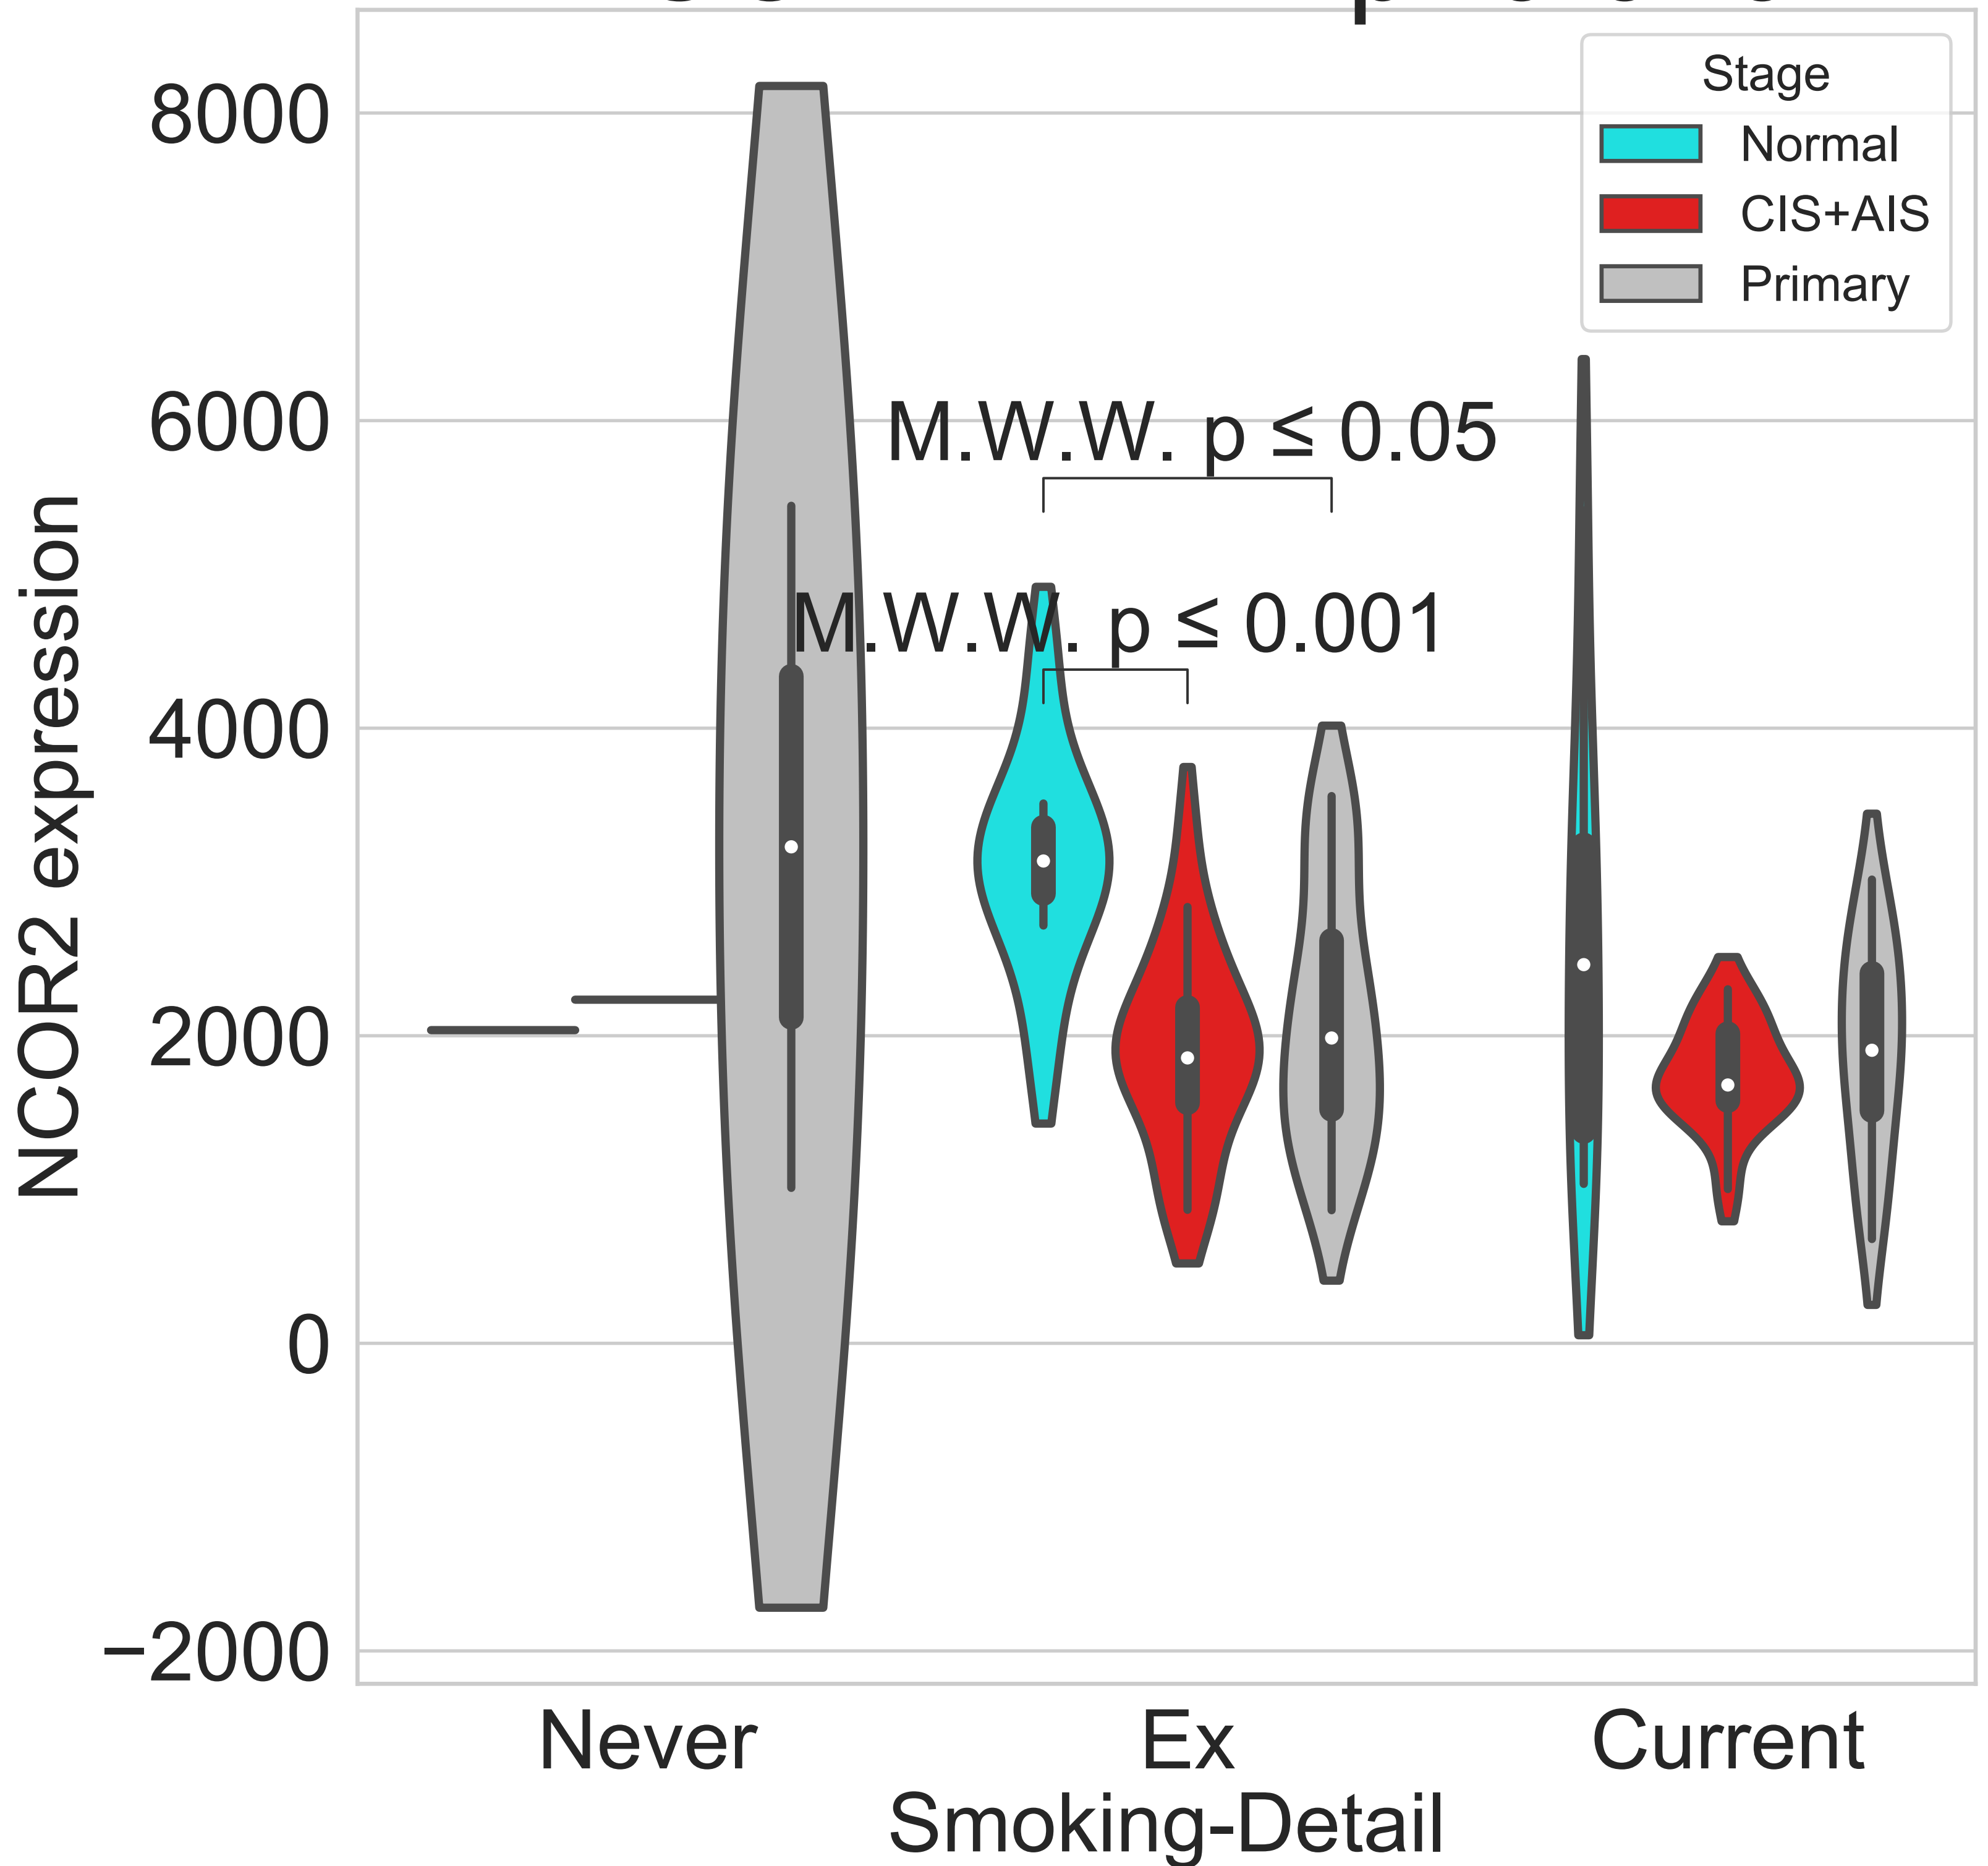 Stage
Normal
CIS+AIS
Primary
8000
6000
4000
2000
0
−2000
NCOR2 expression
M.W.W. p ≤ 0.05
M.W.W. p ≤ 0.001
Never
Ex
Current
Smoking-Detail